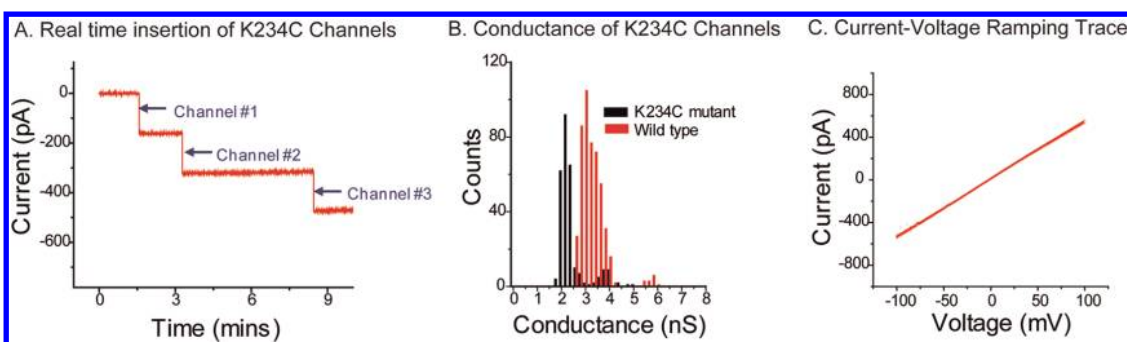 A. Real time insertion of K234C Channels
Current (pA)
0
-200
-400
-600
Channel #1
Channel #2
Channel #3
0
3
6
9
Time (mins)
B. Conductance of K234C Channels
Counts
120
80
40
0
K234C mutant
Wild type
0 1 2 3 4 5 6 7 8
Conductance (nS)
C. Current-Voltage Ramping Trace
Current (pA)
800
400
0
-400
-800
-100 -50 0 50 100
Voltage (mV)